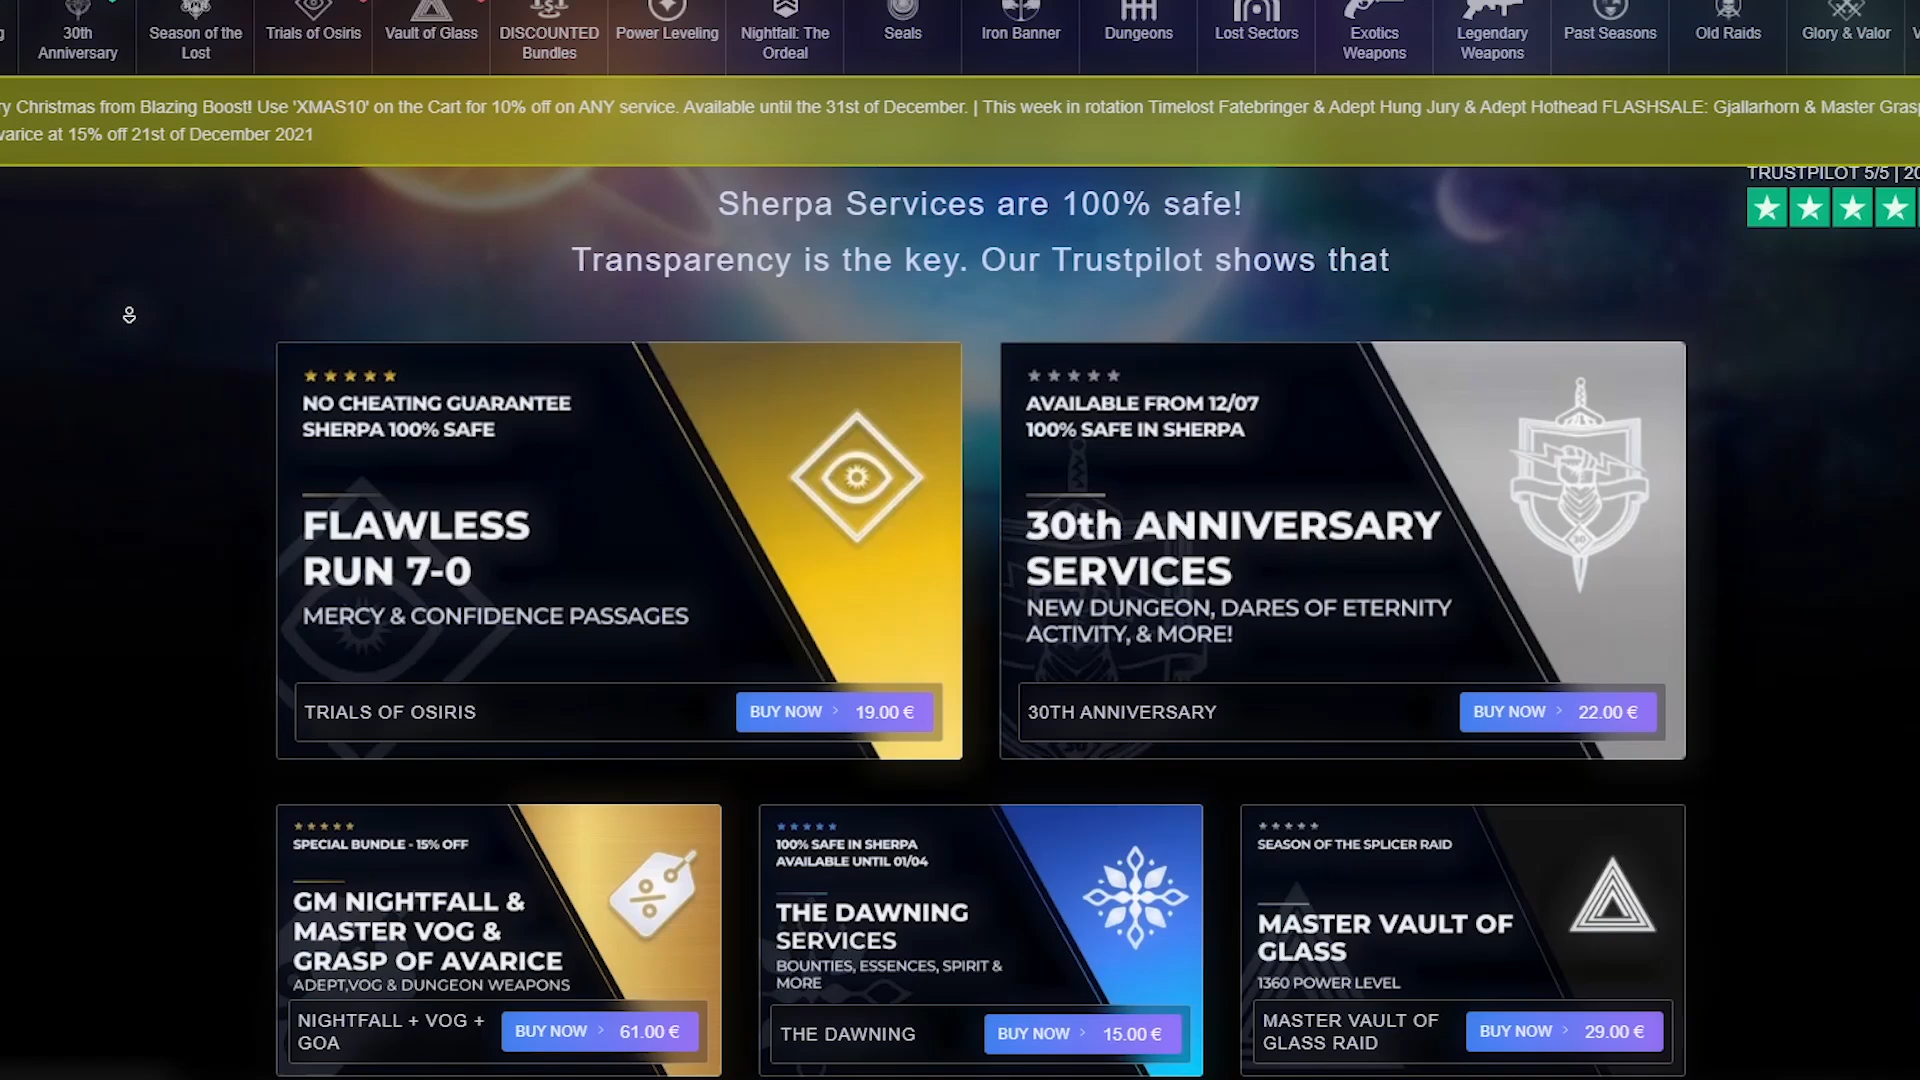 30th
Anniversary
Season of the
Lost
Trials of Osiris
Vault of Glass
DISCOUNTED
Bundles
Power Leveling
Nightfall: The
Ordeal
Seals
Iron Banner
Dungeons
Lost Sectors
Exotics
Weapons
Legendary
Weapons
Past Seasons
Old Raids
Glory & Valor
ry Christmas from Blazing Boost! Use 'XMAS10' on the Cart for 10% off on ANY service. Available until the 31st of December. | This week in rotation Timelost Fatebringer & Adept Hung Jury & Adept Hothead FLASHSALE: Gjallarhorn & Master Grasp
varice at 15% off 21st of December 2021
TRUSTPILOT 5/5 | 20
Sherpa Services are 100% safe!
Transparency is the key. Our Trustpilot shows that
NO CHEATING GUARANTEE
SHERPA 100% SAFE
FLAWLESS
RUN 7-0
MERCY & CONFIDENCE PASSAGES
TRIALS OF OSIRIS
BUY NOW > 19.00 €
AVAILABLE FROM 12/07
100% SAFE IN SHERPA
30th ANNIVERSARY
SERVICES
NEW DUNGEON, DARES OF ETERNITY
ACTIVITY, & MORE!
30TH ANNIVERSARY
BUY NOW > 22.00 €
SPECIAL BUNDLE - 15% OFF
GM NIGHTFALL &
MASTER VOG &
GRASP OF AVARICE
ADEPT,VOG & DUNGEON WEAPONS
NIGHTFALL + VOG +
GOA
BUY NOW > 61.00 €
100% SAFE IN SHERPA
AVAILABLE UNTIL 01/04
THE DAWNING
SERVICES
BOUNTIES, ESSENCES, SPIRIT &
MORE
THE DAWNING
BUY NOW > 15.00 €
SEASON OF THE SPLICER RAID
MASTER VAULT OF
GLASS
1360 POWER LEVEL
MASTER VAULT OF
GLASS RAID
BUY NOW > 29.00 €